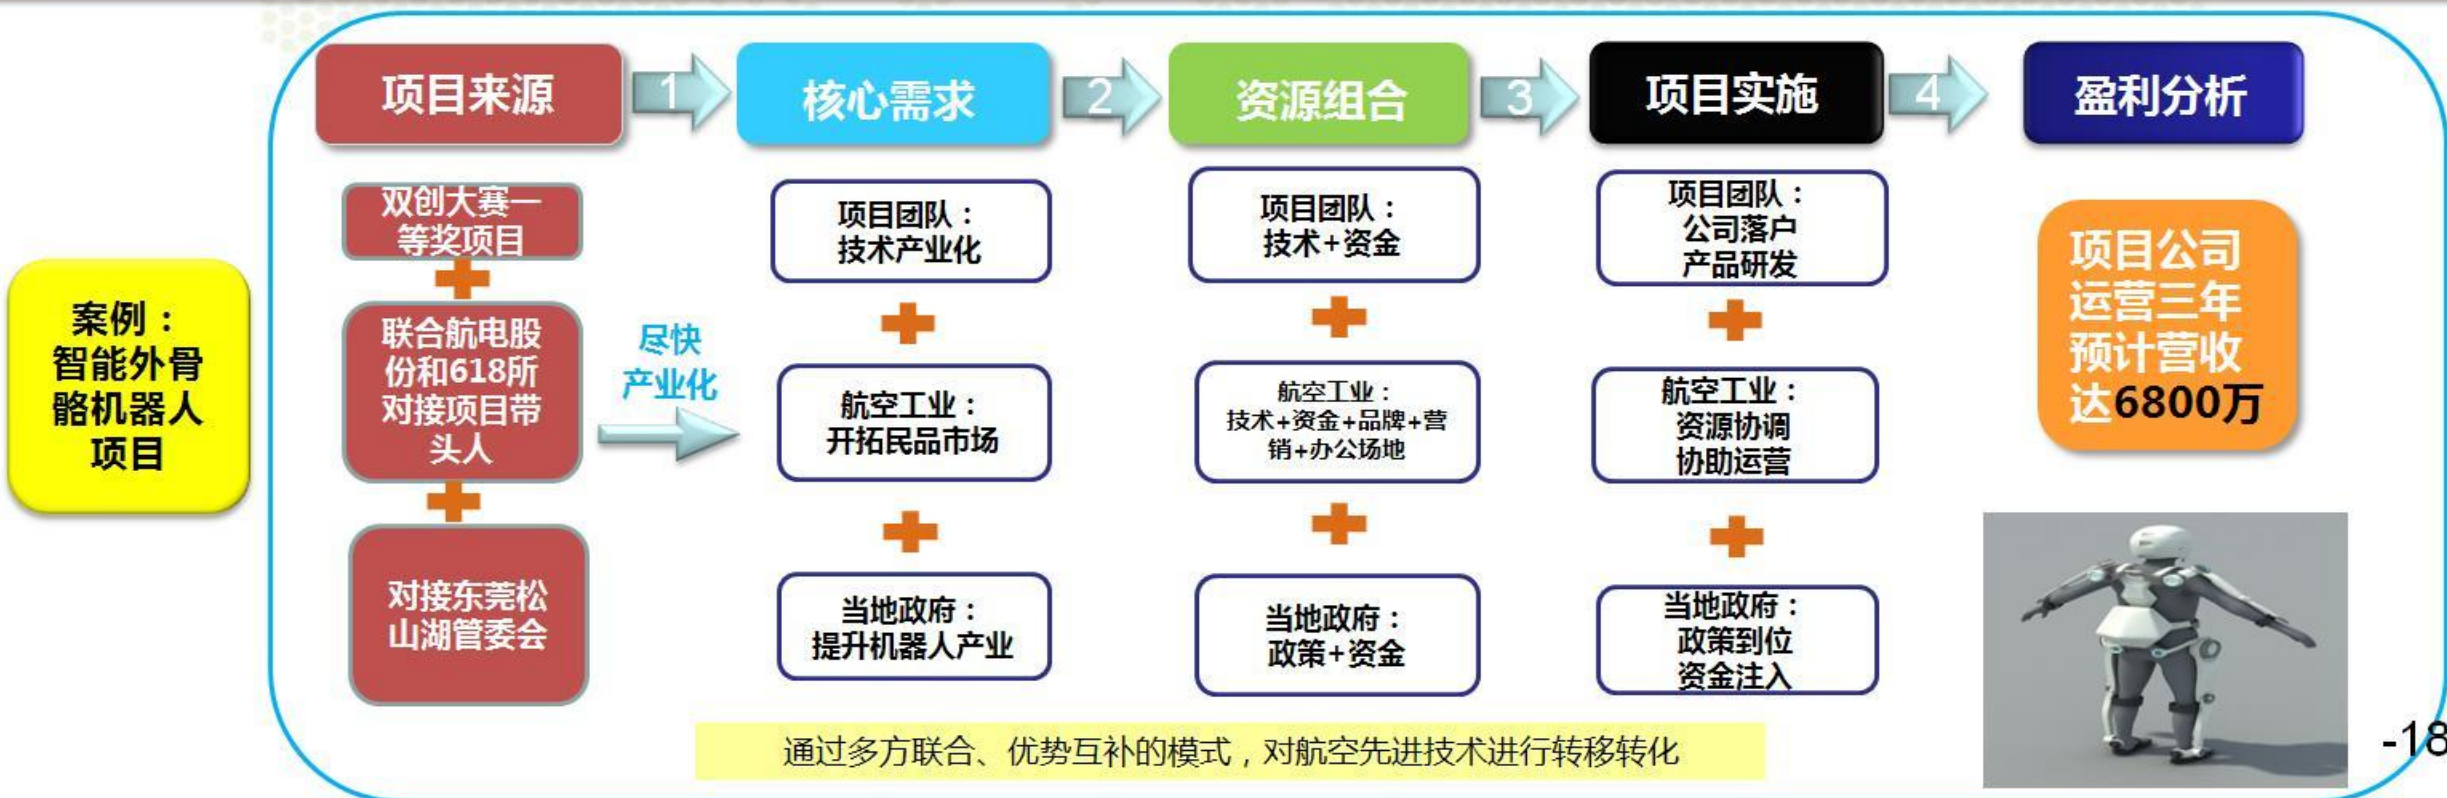 项目来源
1
核心需求
2
资源组合
3
项目实施
4
盈利分析
案例：
智能外骨
骼机器人
项目
双创大赛一
等奖项目
联合航电股
份和618所
对接项目带
头人
对接东莞松
山湖管委会
尽快
产业化
项目团队：
技术产业化
航空工业：
开拓民品市场
当地政府：
提升机器人产业
项目团队：
技术+资金
航空工业：
技术+资金+品牌+营
销+办公场地
当地政府：
政策+资金
项目团队：
公司落户
产品研发
航空工业：
资源协调
协助运营
当地政府：
政策到位
资金注入
项目公司
运营三年
预计营收
达6800万
通过多方联合、优势互补的模式，对航空先进技术进行转移转化
-18